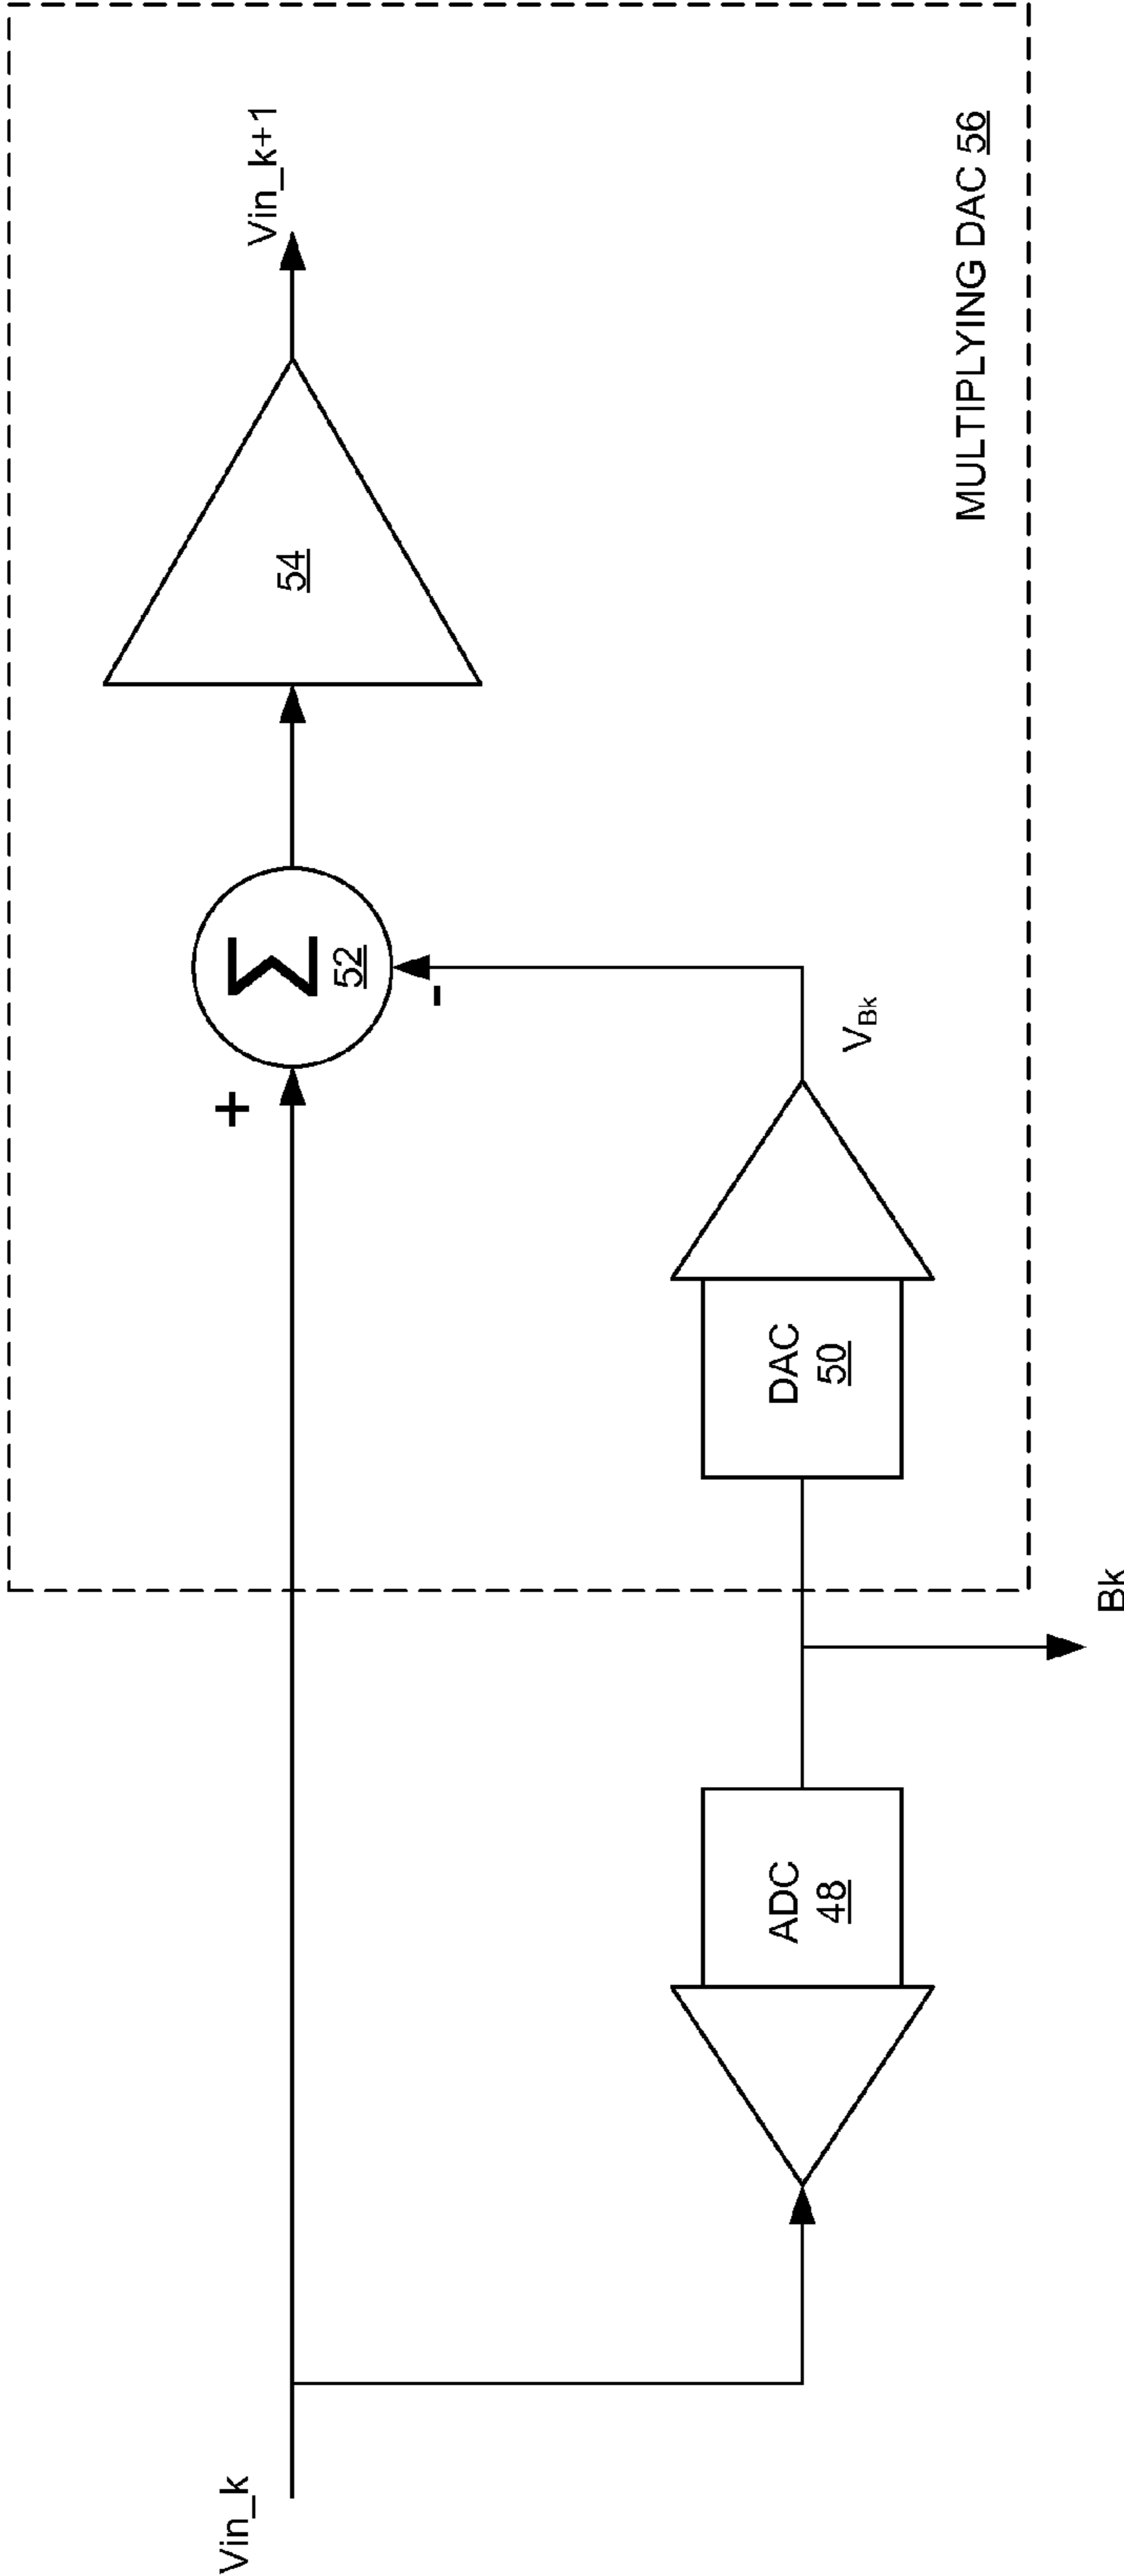 Vin_k
+
Σ
52
-
54
Vin_k+1
ADC
48
DAC
50
VBk
Bk
MULTIPLYING DAC 56